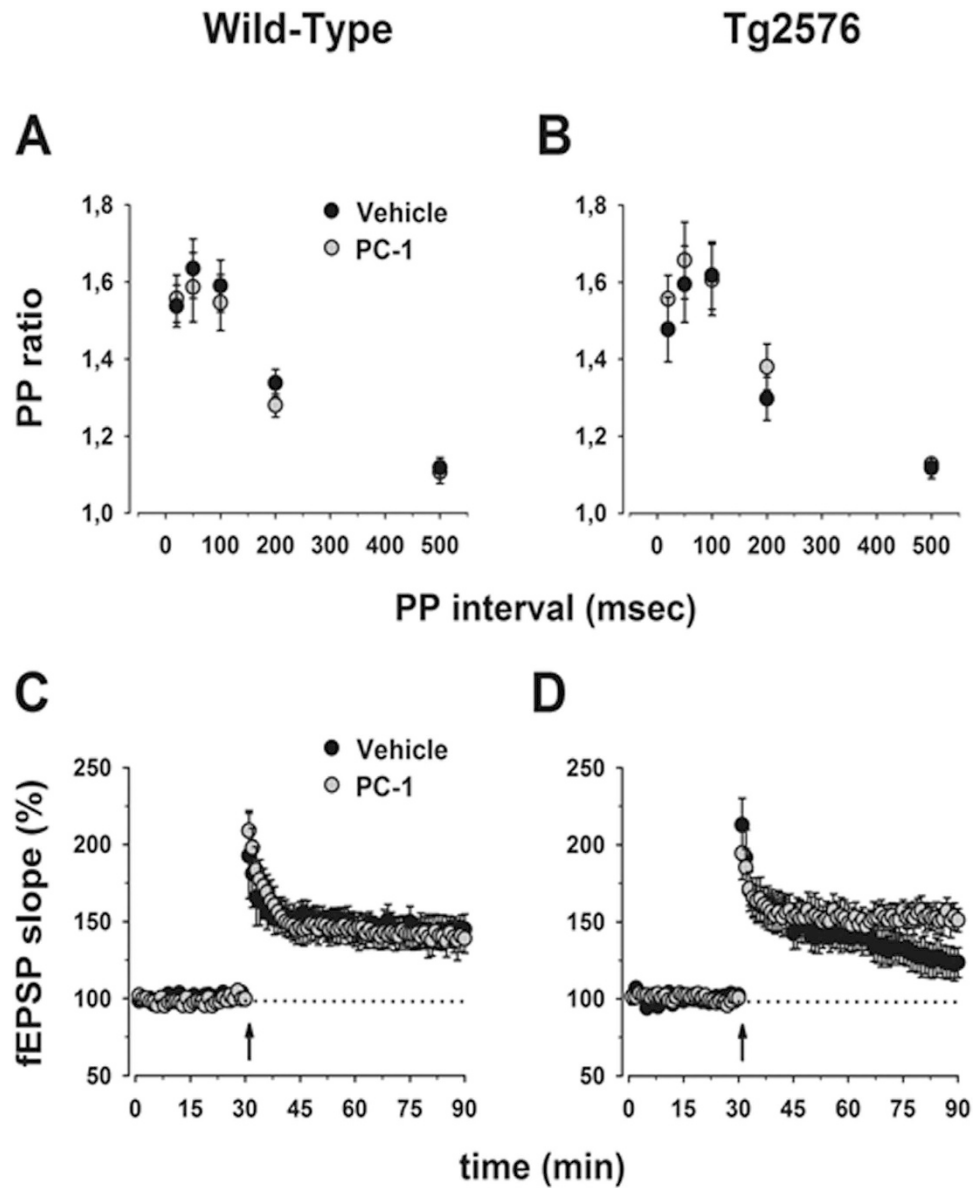 Wild-Type Tg2576
A B
1,8 1,8
Vehicle
PC-1
1,6 1,6
1,4 1,4
1,2 1,2
1,0 1,0
PP ratio
0 100 200 300 400 500 0 100 200 300 400 500
PP interval (msec)
C D
Vehicle
PC-1
250 250
200 200
150 150
100 100
50 50
fEPSP slope (%)
0 15 30 45 60 75 90 0 15 30 45 60 75 90
time (min)